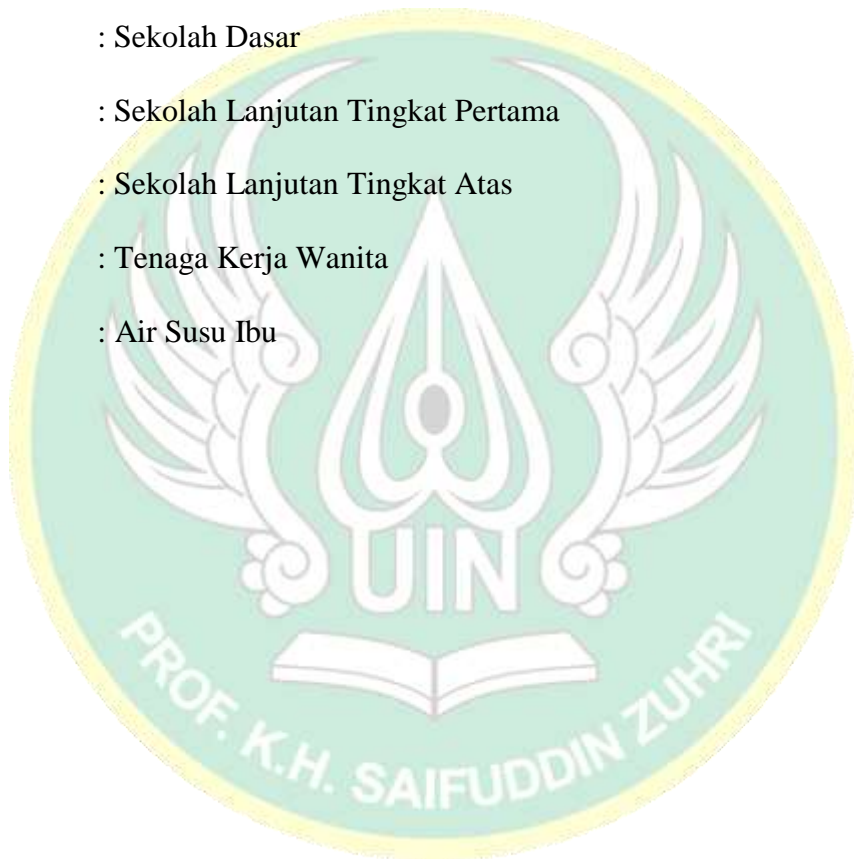 : Sekolah Dasar
: Sekolah Lanjutan Tingkat Pertama
: Sekolah Lanjutan Tingkat Atas
: Tenaga Kerja Wanita
: Air Susu Ibu
UIN
PROF. K.H. SAIFUDDIN ZUHRI